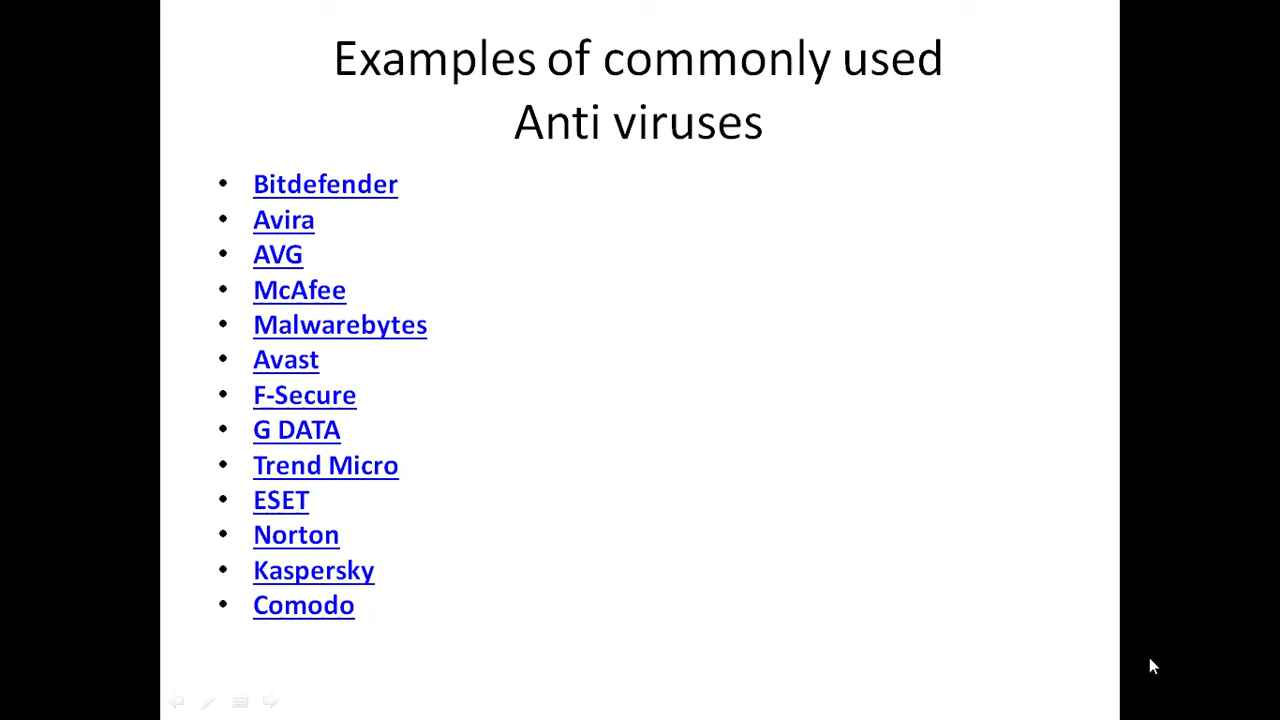 Examples of commonly used
Anti viruses
• Bitdefender
• Avira
• AVG
• McAfee
• Malwarebytes
• Avast
• F-Secure
• G DATA
• Trend Micro
• ESET
• Norton
• Kaspersky
• Comodo